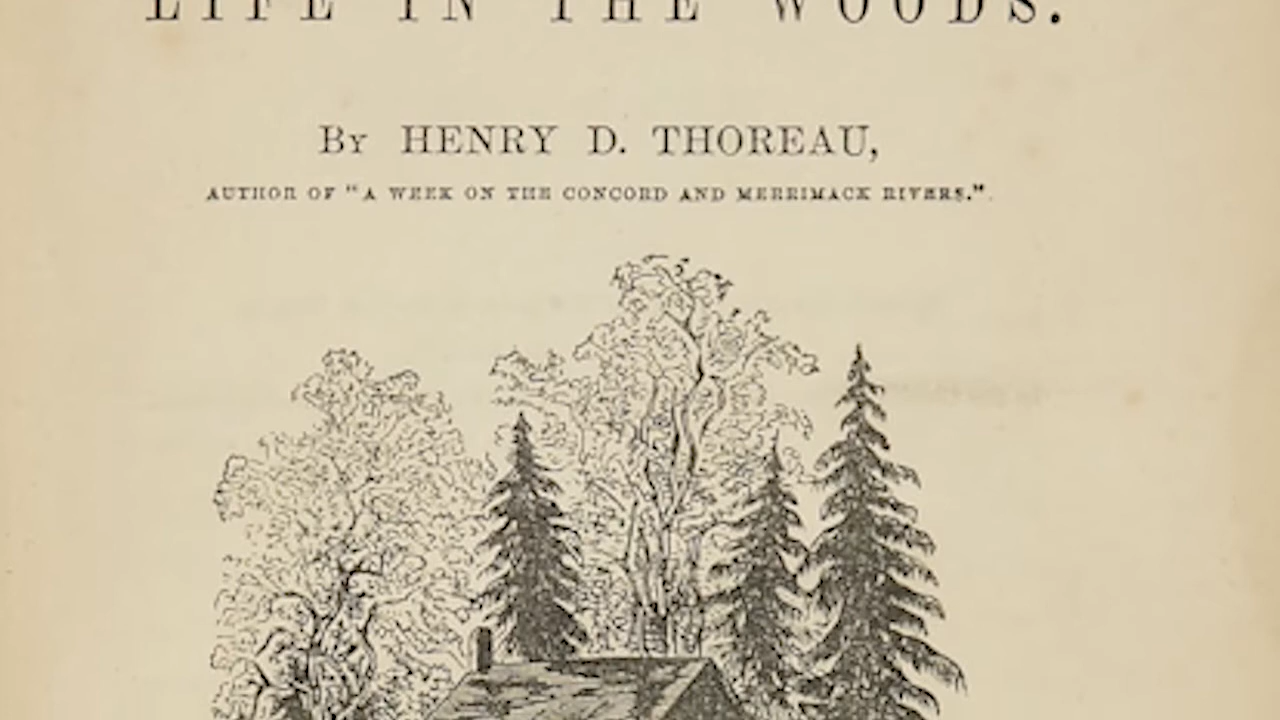 LIFE IN THE WOODS.
By HENRY D. THOREAU,
AUTHOR OF "A WEEK ON THE CONCORD AND MERRIMACK RIVERS."